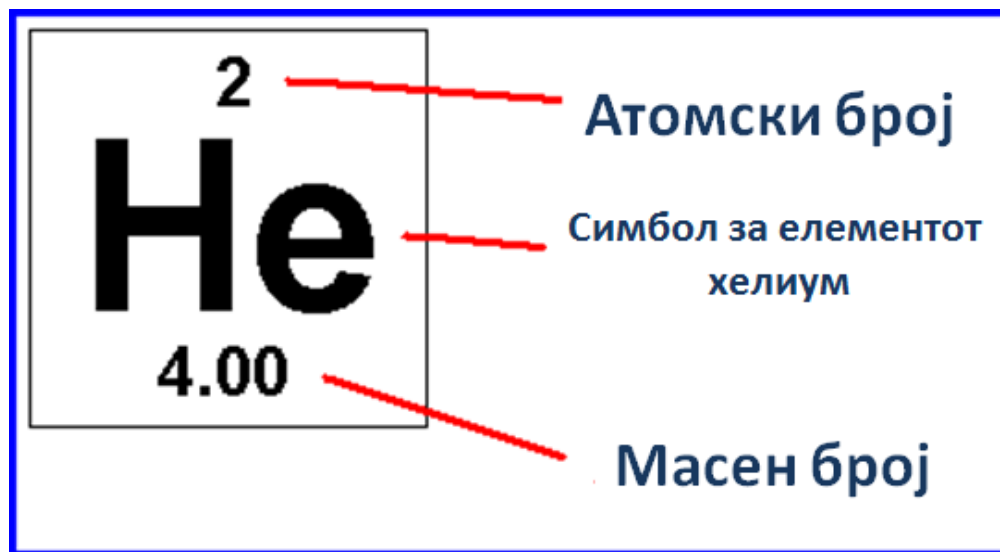 2
Атомски број
He
Симбол за елементот
хелиум
4.00
Масен број